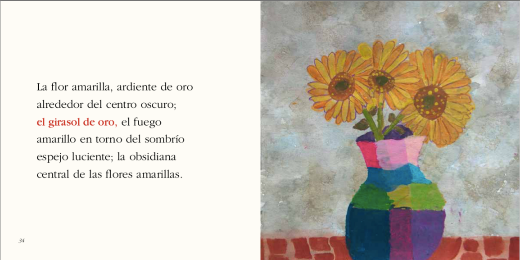 La flor amarilla, ardiente de oro
alrededor del centro oscuro;
el girasol de oro, el fuego
amarillo en torno del sombrío
espejo luciente; la obsidiana
central de las flores amarillas.
34